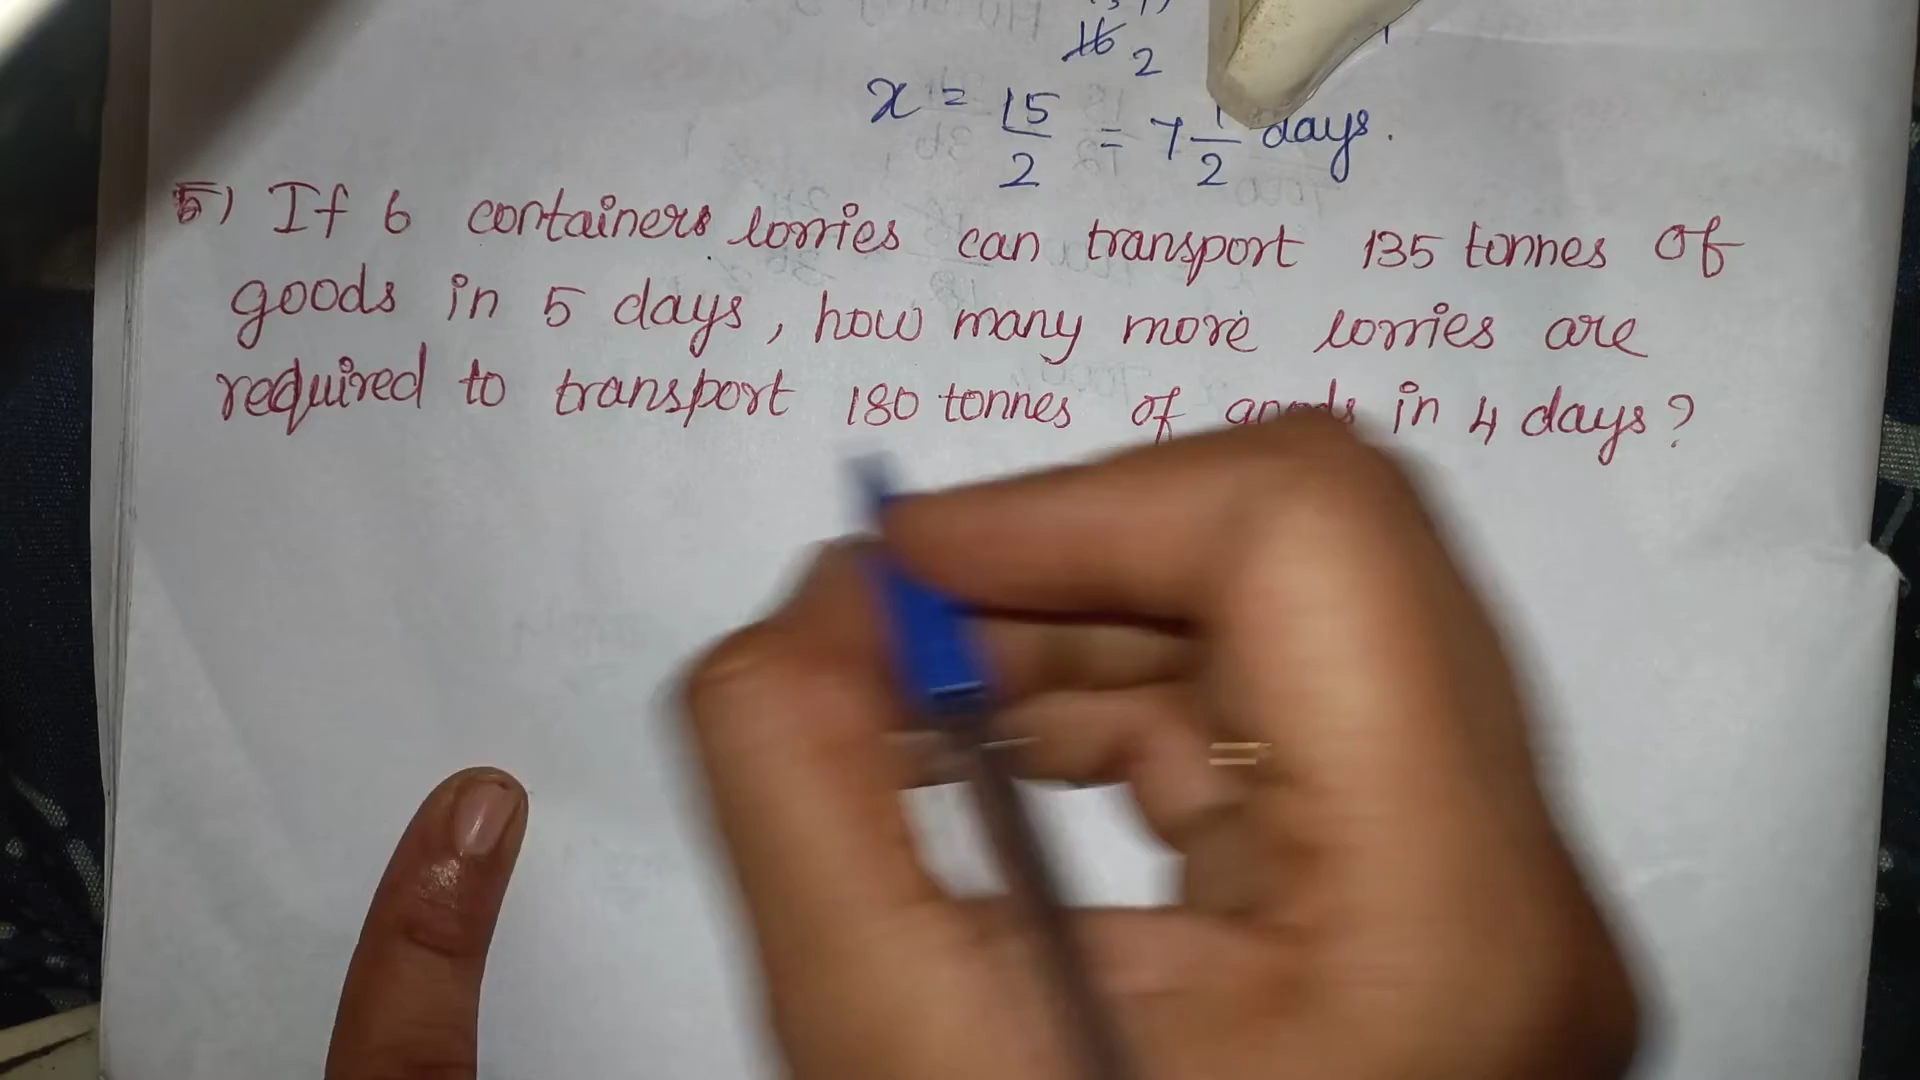 16 2
x = 15/2 = 7 1/2 days.
5) If 6 containers lorries can transport 135 tonnes of
goods in 5 days, how many more lorries are
required to transport 180 tonnes of goods in 4 days?